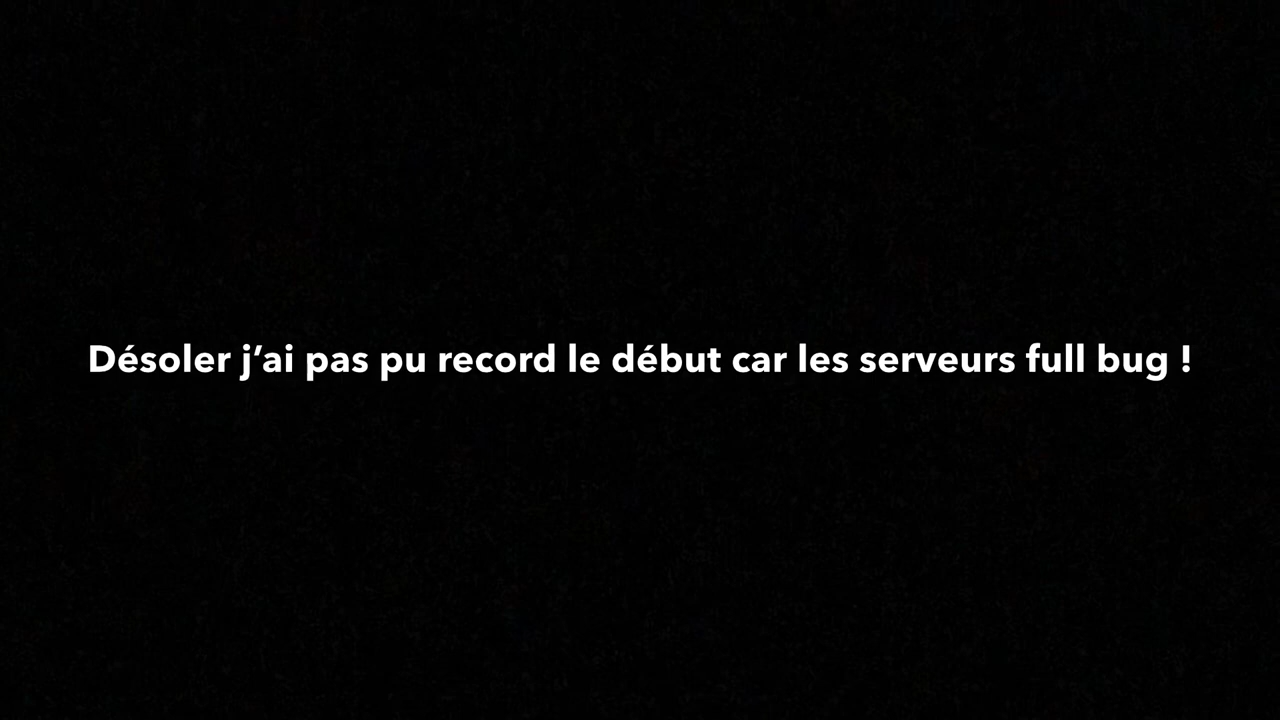 Désoler j’ai pas pu record le début car les serveurs full bug !